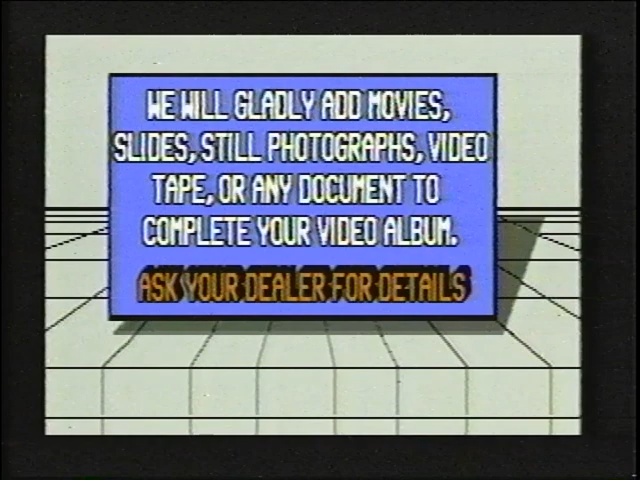 WE WILL GLADLY ADD MOVIES,
SLIDES, STILL PHOTOGRAPHS, VIDEO
TAPE, OR ANY DOCUMENT TO
COMPLETE YOUR VIDEO ALBUM.
ASK YOUR DEALER FOR DETAILS